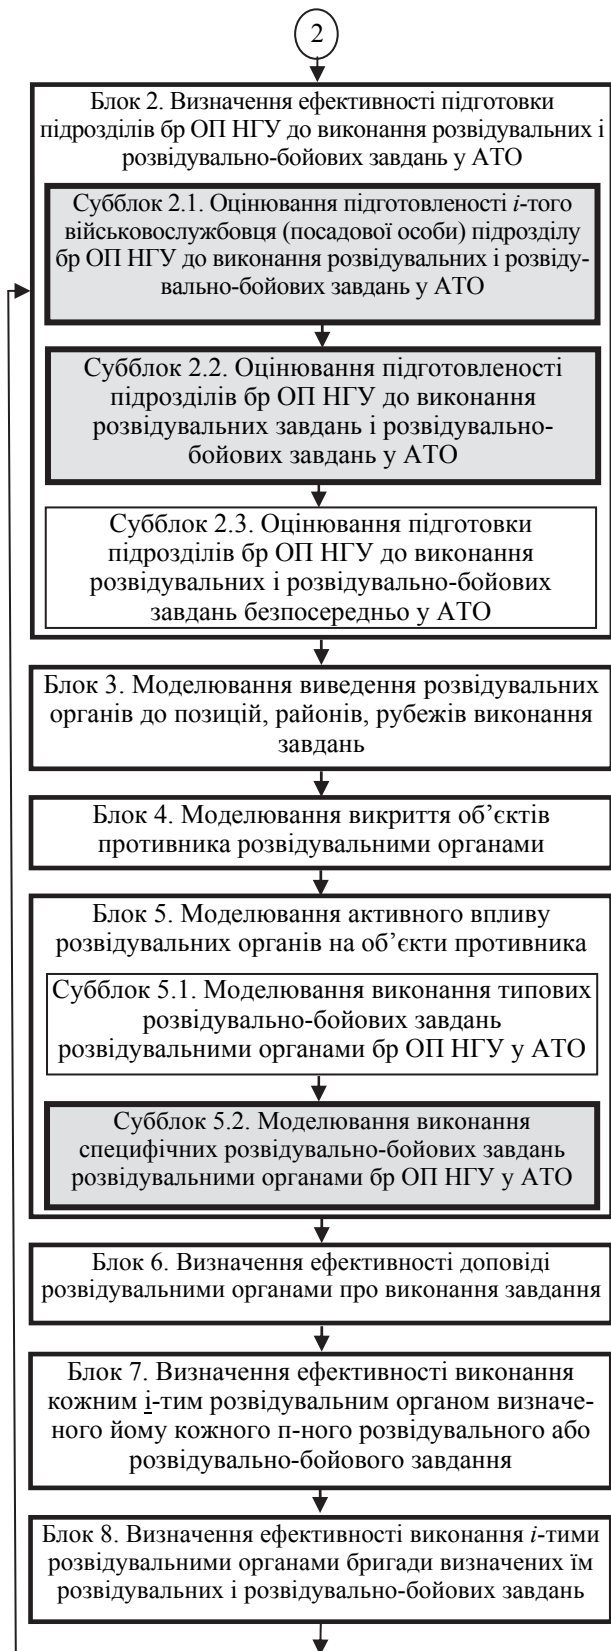 2
Блок 2. Визначення ефективності підготовки
підрозділів бр ОП НГУ до виконання розвідувальних і
розвідувально-бойових завдань у АТО
Субблок 2.1. Оцінювання підготовленості i-того
військовослужбовця (посадової особи) підрозділу
бр ОП НГУ до виконання розвідувальних і розвіду-
вально-бойових завдань у АТО
Субблок 2.2. Оцінювання підготовленості
підрозділів бр ОП НГУ до виконання
розвідувальних завдань і розвідувально-
бойових завдань у АТО
Субблок 2.3. Оцінювання підготовки
підрозділів бр ОП НГУ до виконання
розвідувальних і розвідувально-бойових
завдань безпосередньо у АТО
Блок 3. Моделювання виведення розвідувальних
органів до позицій, районів, рубежів виконання
завдань
Блок 4. Моделювання викриття об’єктів
противника розвідувальними органами
Блок 5. Моделювання активного впливу
розвідувальних органів на об’єкти противника
Субблок 5.1. Моделювання виконання типових
розвідувально-бойових завдань
розвідувальними органами бр ОП НГУ у АТО
Субблок 5.2. Моделювання виконання
специфічних розвідувально-бойових завдань
розвідувальними органами бр ОП НГУ у АТО
Блок 6. Визначення ефективності доповіді
розвідувальними органами про виконання завдання
Блок 7. Визначення ефективності виконання
кожним і-тим розвідувальним органом визначе-
ного йому кожного п-ного розвідувального або
розвідувально-бойового завдання
Блок 8. Визначення ефективності виконання i-тими
розвідувальними органами бригади визначених їм
розвідувальних і розвідувально-бойових завдань